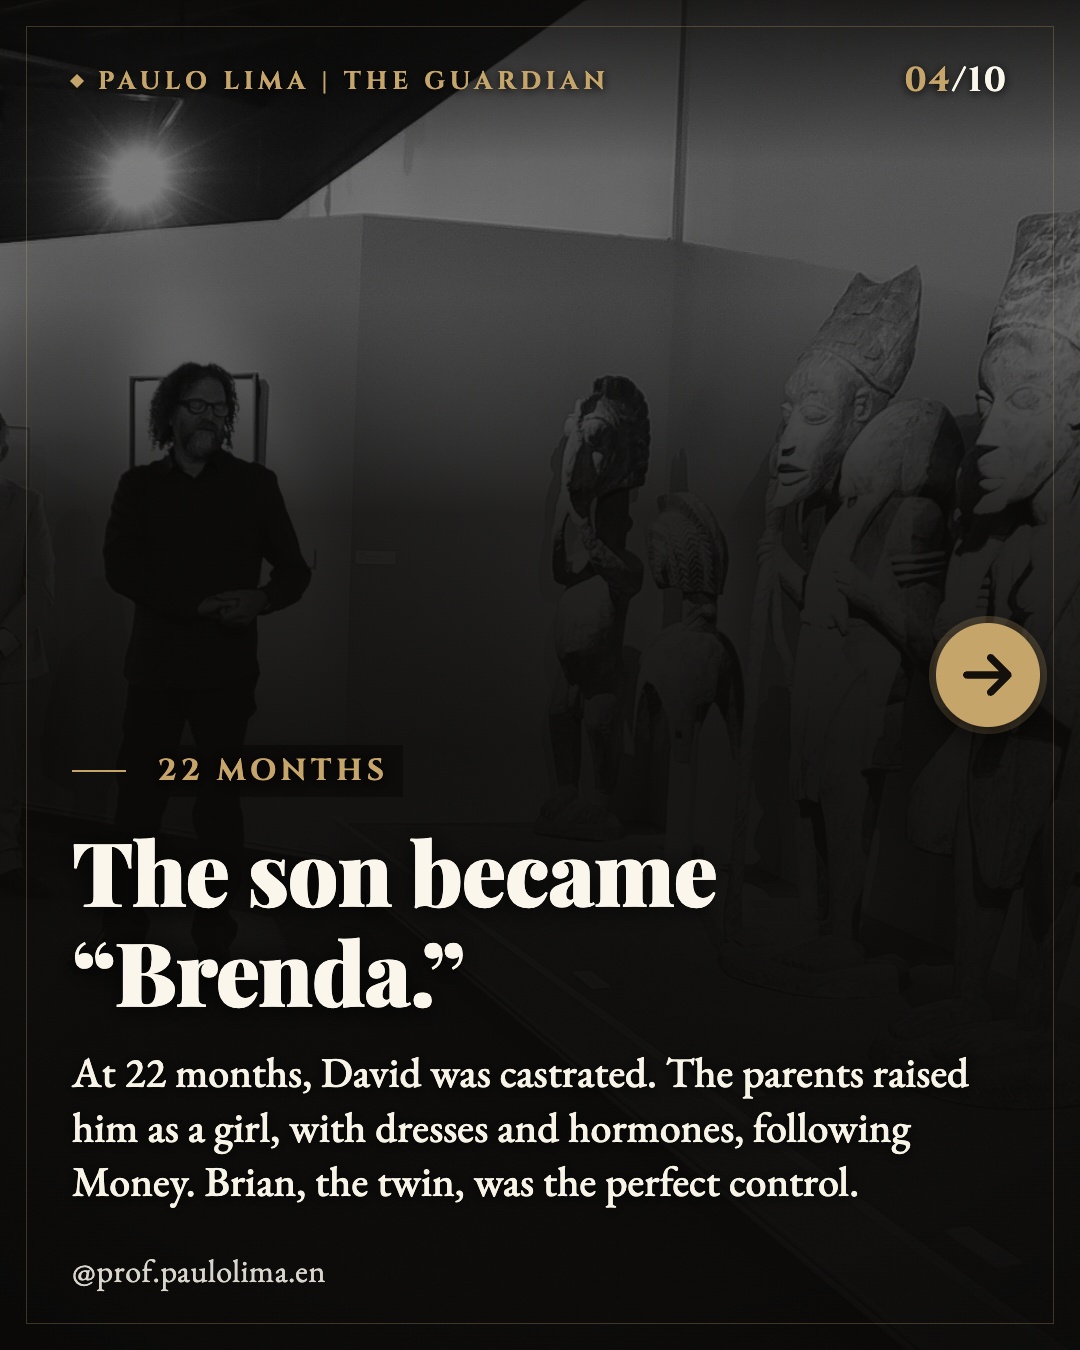 PAULO LIMA | THE GUARDIAN
04/10
22 MONTHS
The son became
“Brenda.”
At 22 months, David was castrated. The parents raised
him as a girl, with dresses and hormones, following
Money. Brian, the twin, was the perfect control.
@prof.paulolima.en